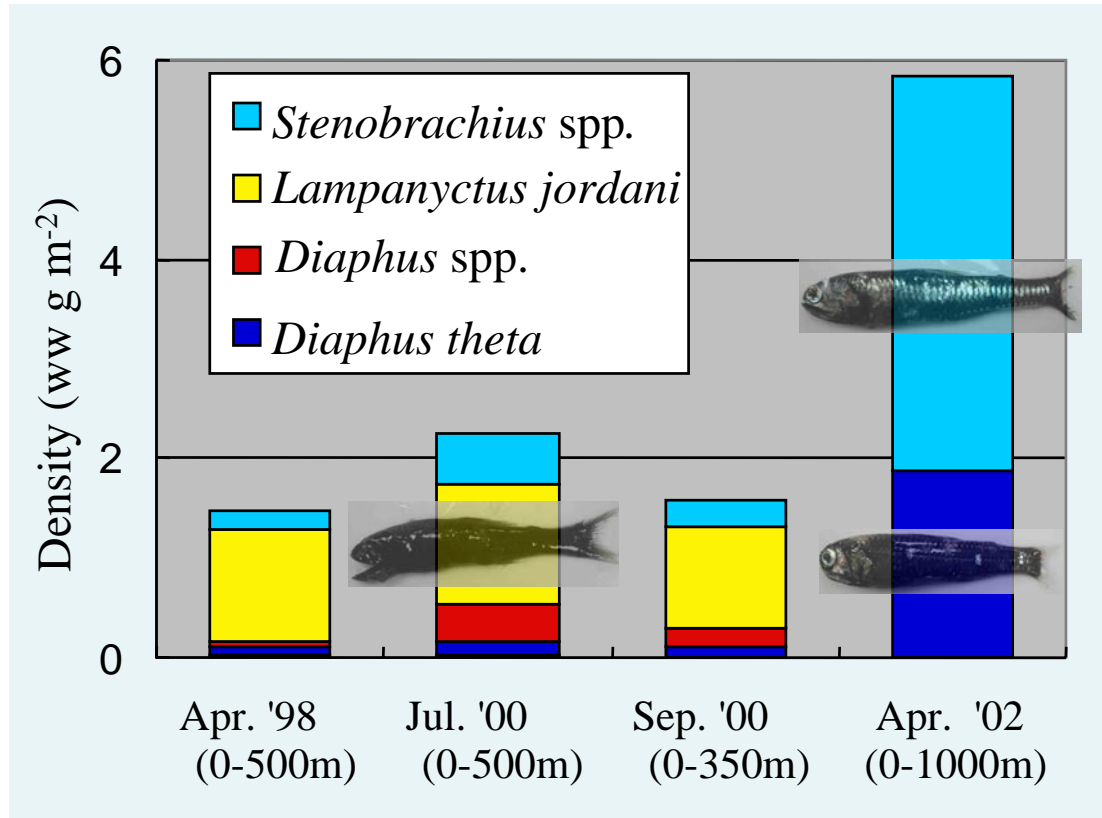 6
4
2
0
Density (ww g m-2)
Stenobrachius spp.
Lampanyctus jordani
Diaphus spp.
Diaphus theta
Apr. '98 Jul. '00 Sep. '00 Apr. '02
(0-500m) (0-500m) (0-350m) (0-1000m)